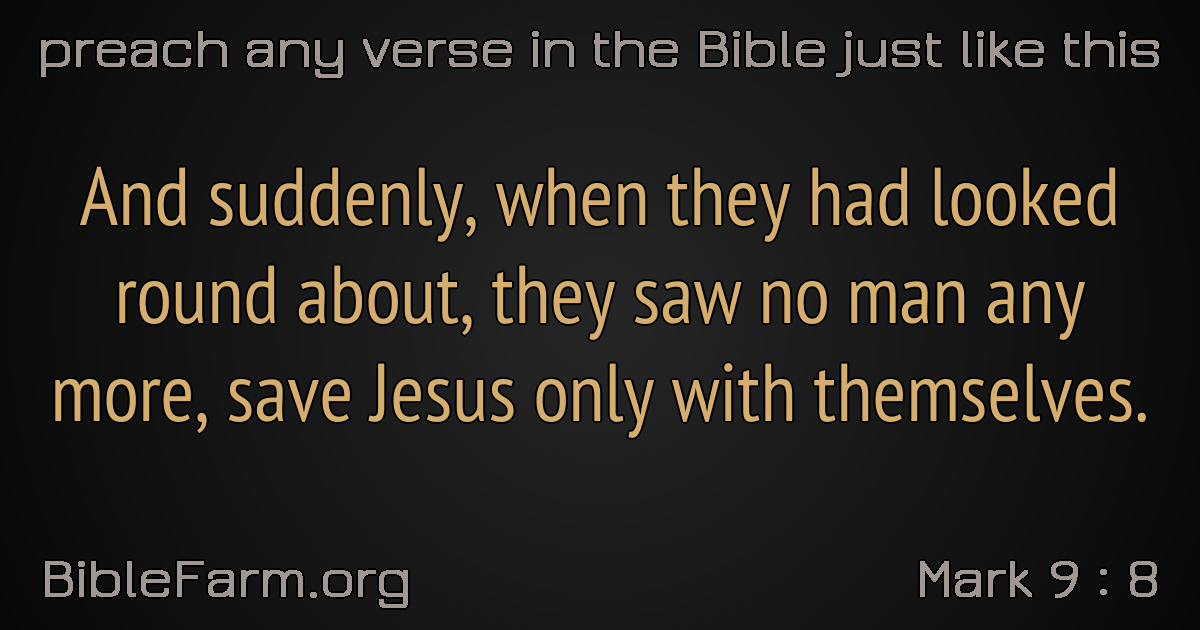 preach any verse in the Bible just like this
And suddenly, when they had looked
round about, they saw no man any
more, save Jesus only with themselves.
BibleFarm.org
Mark 9 : 8